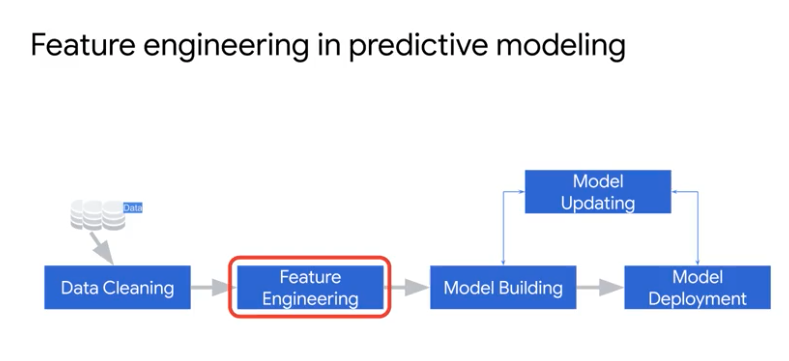 Feature engineering in predictive modeling
Model
Updating
Data
Data Cleaning
Feature
Engineering
Model Building
Model
Deployment